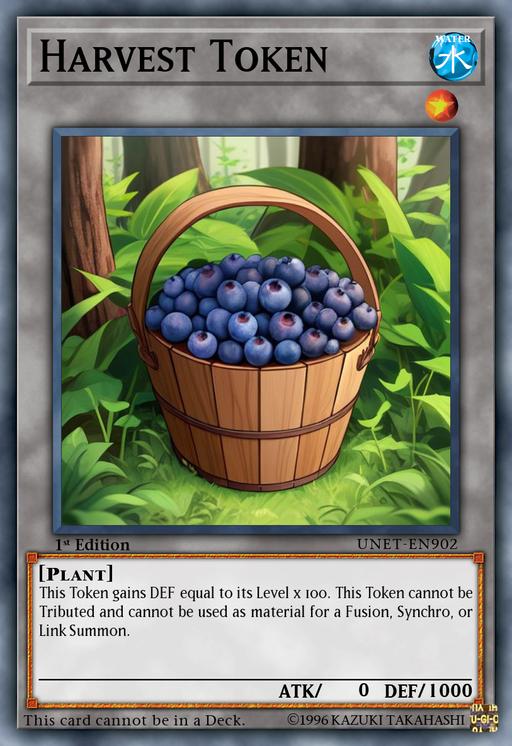 Harvest Token
WATER
水
1st Edition
UNET-EN902
[Plant]
This Token gains DEF equal to its Level x 100. This Token cannot be
Tributed and cannot be used as material for a Fusion, Synchro, or
Link Summon.
ATK/ 0 DEF/1000
This card cannot be in a Deck.
©1996 KAZUKI TAKAHASHI